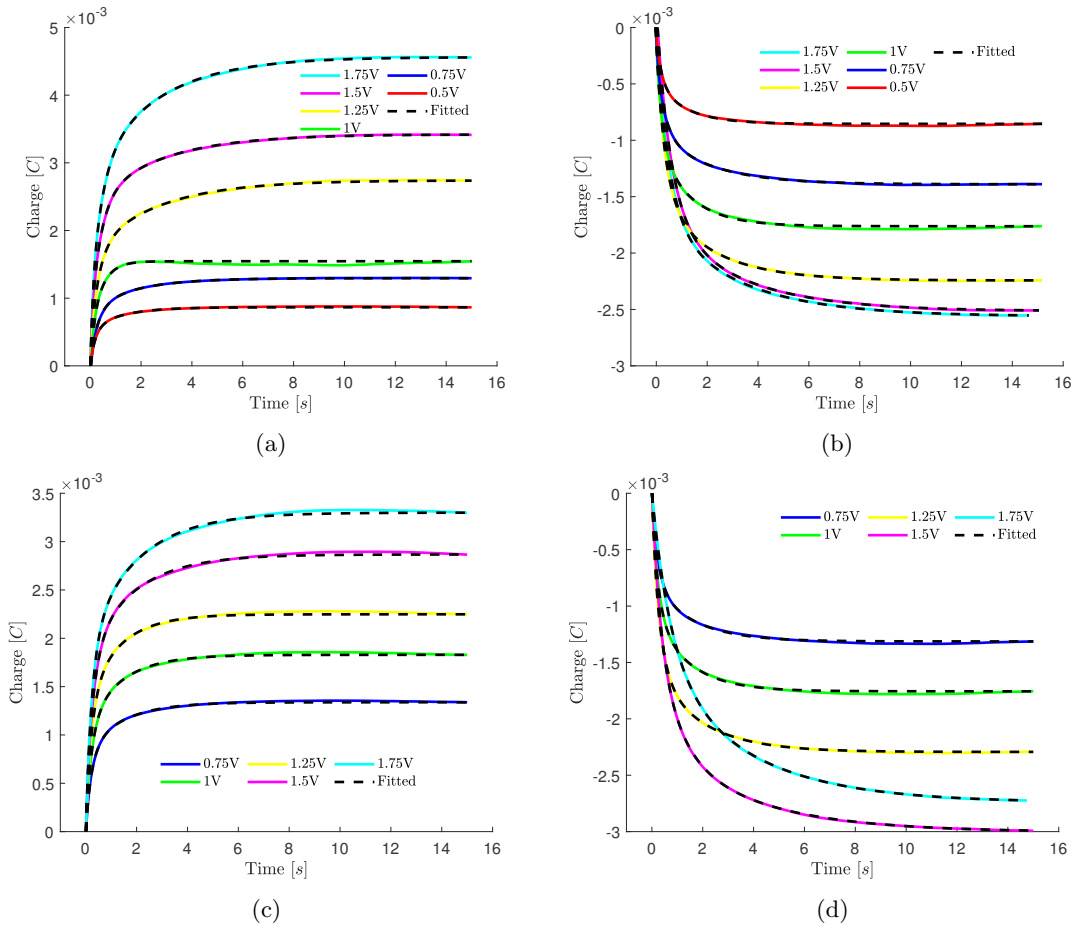 ×10⁻³
5
4
3
2
1
0
Charge [C]
1.75V 0.75V
1.5V 0.5V
1.25V Fitted
1V
0 2 4 6 8 10 12 14 16
Time [s]
(a)
×10⁻³
0
-0.5
-1
-1.5
-2
-2.5
-3
Charge [C]
1.75V 1V Fitted
1.5V 0.75V
1.25V 0.5V
0 2 4 6 8 10 12 14 16
Time [s]
(b)
×10⁻³
3.5
3
2.5
2
1.5
1
0.5
0
Charge [C]
0.75V 1.25V 1.75V
1V 1.5V Fitted
0 2 4 6 8 10 12 14 16
Time [s]
(c)
×10⁻³
0
-0.5
-1
-1.5
-2
-2.5
-3
Charge [C]
0.75V 1.25V 1.75V
1V 1.5V Fitted
0 2 4 6 8 10 12 14 16
Time [s]
(d)